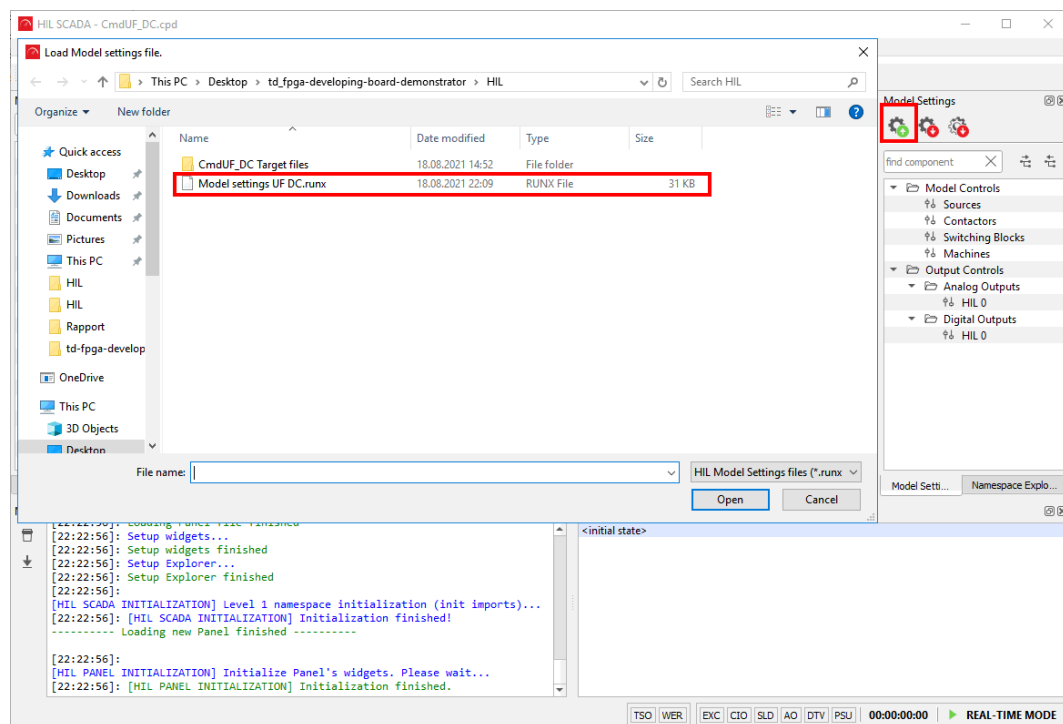 HIL SCADA - CmdUF_DC.cpd
Load Model settings file.
This PC > Desktop > td_fpga-developing-board-demonstrator > HIL
Search HIL
Organize
New folder
Quick access
Desktop
Downloads
Documents
Pictures
This PC
HIL
HIL
Rapport
td-fpga-develop
OneDrive
This PC
3D Objects
Desktop
Name Date modified Type Size
CmdUF_DC Target files 18.08.2021 14:52 File folder
Model settings UF DC.runx 18.08.2021 22:09 RUNX File 31 KB
File name:
HIL Model Settings files (*.runx
Open Cancel
Model Settings
find component
Model Controls
Sources
Contactors
Switching Blocks
Machines
Output Controls
Analog Outputs
HIL 0
Digital Outputs
HIL 0
Model Setti... Namespace Explo...
[22:22:56]: Loading Panel file finished
[22:22:56]: Setup widgets...
[22:22:56]: Setup widgets finished
[22:22:56]: Setup Explorer...
[22:22:56]: Setup Explorer finished
[22:22:56]:
[HIL SCADA INITIALIZATION] Level 1 namespace initialization (init imports)...
[22:22:56]: [HIL SCADA INITIALIZATION] Initialization finished!
---------- Loading new Panel finished ----------
[22:22:56]:
[HIL PANEL INITIALIZATION] Initialize Panel's widgets. Please wait...
[22:22:56]: [HIL PANEL INITIALIZATION] Initialization finished.
<initial state>
TSO WER EXC CIO SLD AO DTV PSU 00:00:00:00 REAL-TIME MODE